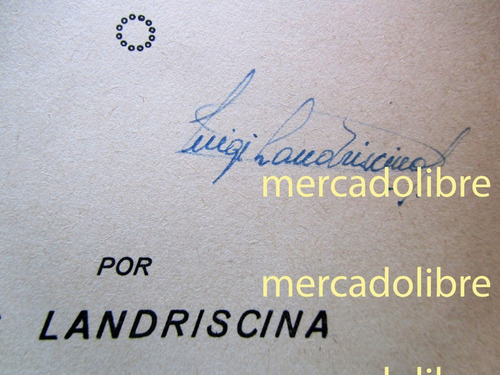 Luigi Landriscina
mercadolibre
POR
mercadolibre
LANDRISCINA